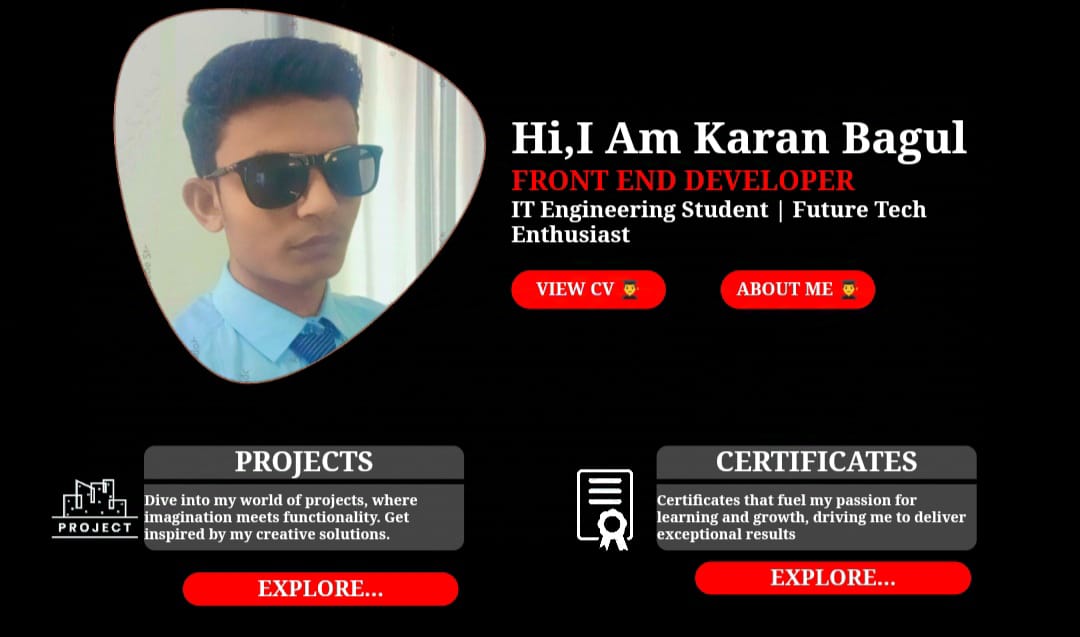 Hi,I Am Karan Bagul
FRONT END DEVELOPER
IT Engineering Student | Future Tech
Enthusiast
VIEW CV 👨‍🎓
ABOUT ME 👨‍🎓
PROJECTS
PROJECT
Dive into my world of projects, where
imagination meets functionality. Get
inspired by my creative solutions.
EXPLORE...
CERTIFICATES
Certificates that fuel my passion for
learning and growth, driving me to deliver
exceptional results
EXPLORE...